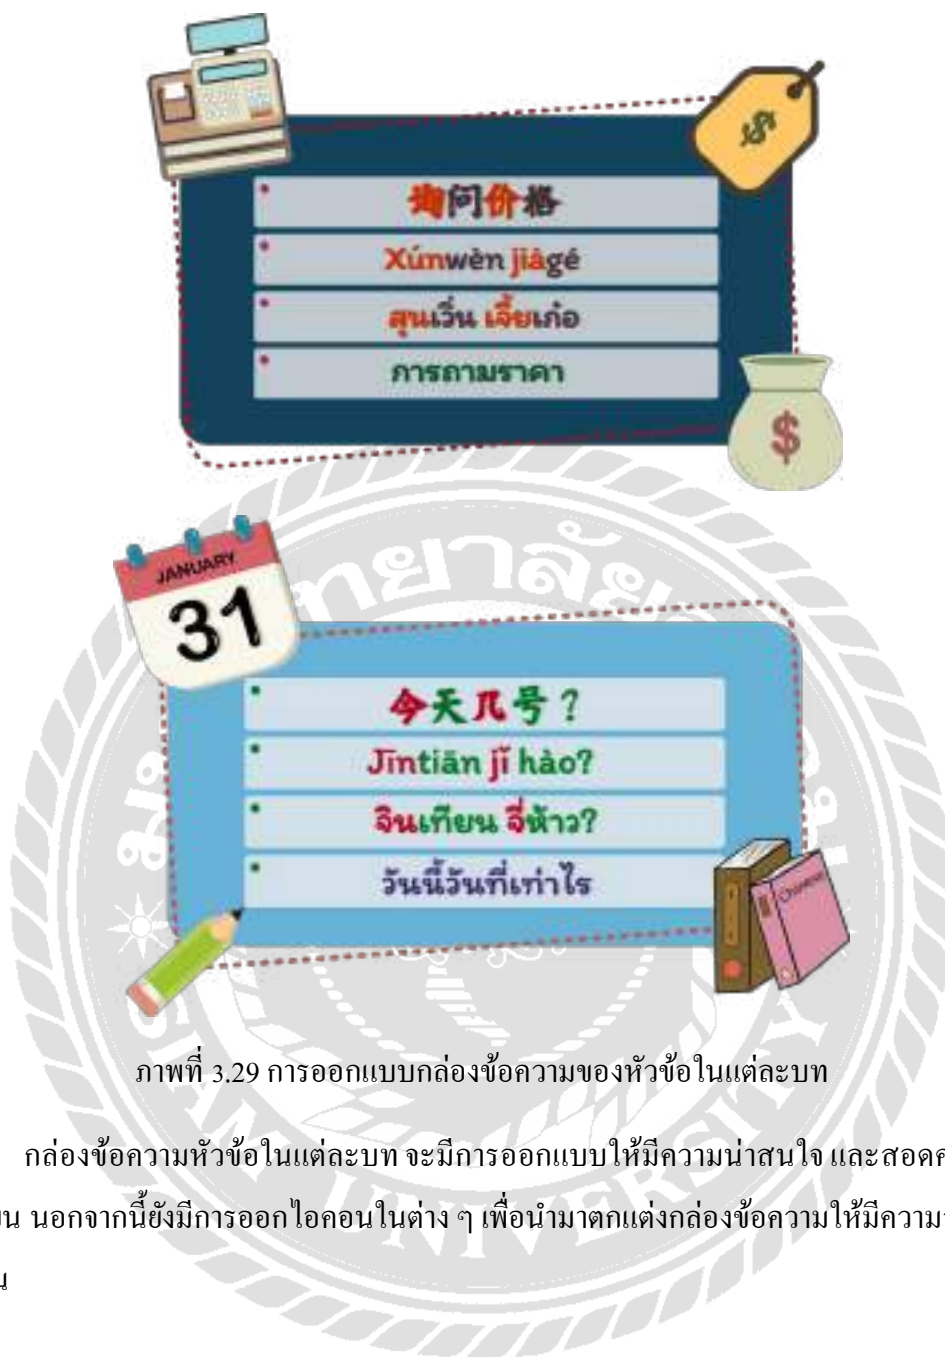 $
询问价格
Xúnwèn jiàgé
สุนเวิ่น เจี้ยเก๋อ
การถามราคา
$
JANUARY
31
今天几号?
Jīntiān jǐ hào?
จินเทียน จี่ห้าว?
วันนี้วันที่เท่าไร
ภาพที่ 3.29 การออกแบบกล่องข้อความของหัวข้อในแต่ละบท
กล่องข้อความหัวข้อในแต่ละบท จะมีการออกแบบให้มีความน่าสนใจ และสอดค
น นอกจากนี้ยังมีการออกไอคอนในต่าง ๆ เพื่อนำมาตกแต่งกล่องข้อความให้มีความ
SIAM UNIVERSITY